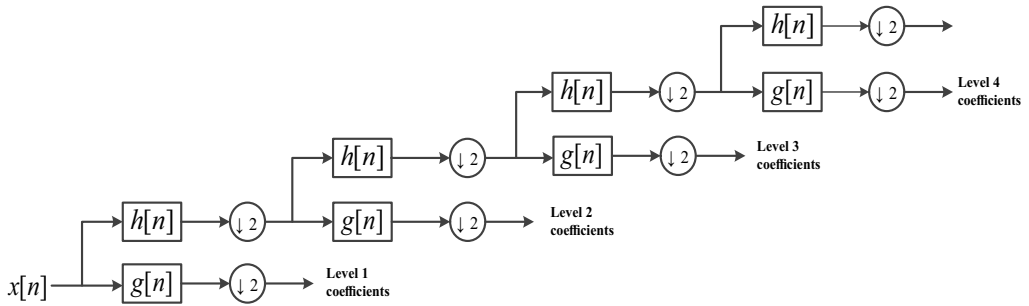 h[n] ↓ 2
h[n] ↓ 2 g[n] ↓ 2 Level 4
coefficients
h[n] ↓ 2 g[n] ↓ 2 Level 3
coefficients
h[n] ↓ 2 g[n] ↓ 2 Level 2
coefficients
x[n] g[n] ↓ 2 Level 1
coefficients